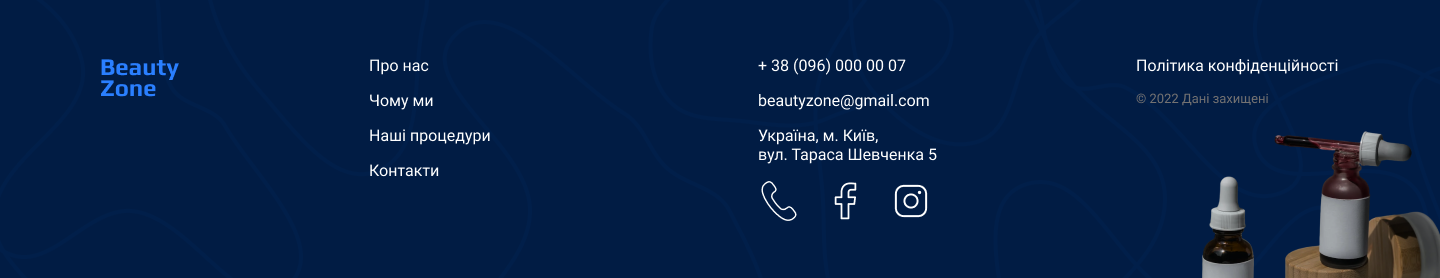 Beauty
Zone
Про нас
Чому ми
Наші процедури
Контакти
+ 38 (096) 000 00 07
beautyzone@gmail.com
Україна, м. Київ,
вул. Тараса Шевченка 5
Політика конфіденційності
© 2022 Дані захищені